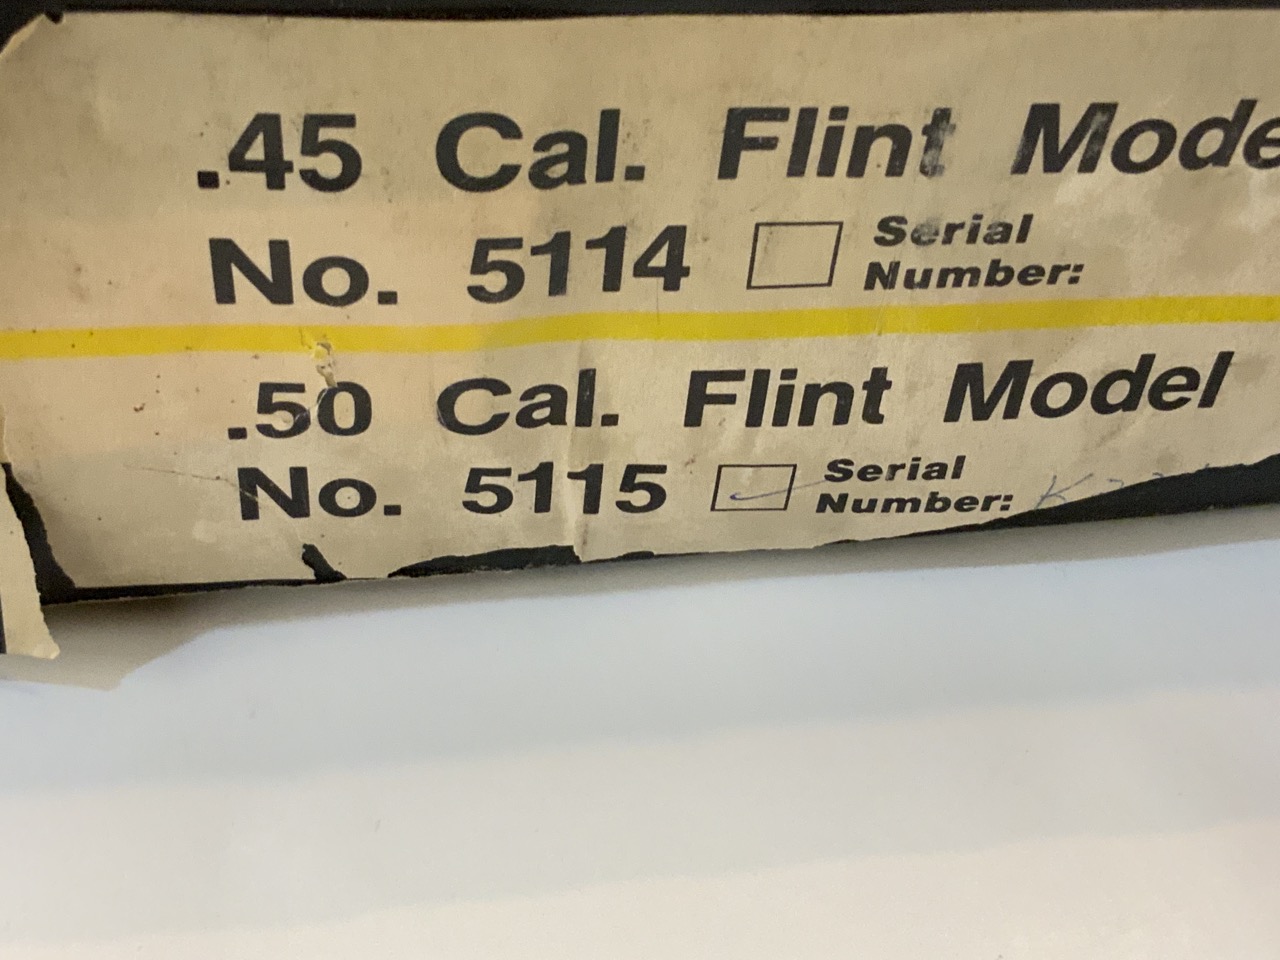 .45 Cal. Flint Mode
No. 5114 Serial Number:
.50 Cal. Flint Model
No. 5115 Serial Number: